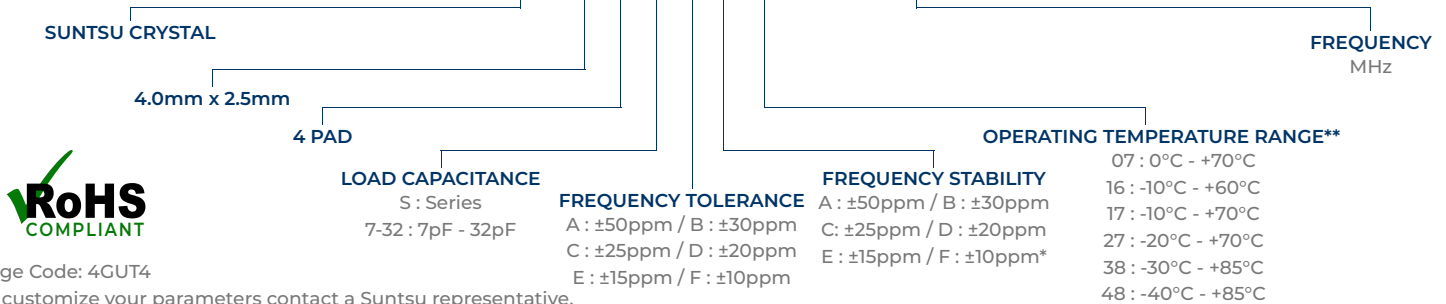 SUNTSU CRYSTAL
4.0mm x 2.5mm
4 PAD
LOAD CAPACITANCE
S : Series
7-32 : 7pF - 32pF
FREQUENCY TOLERANCE
A : ±50ppm / B : ±30ppm
C : ±25ppm / D : ±20ppm
E : ±15ppm / F : ±10ppm
FREQUENCY STABILITY
A : ±50ppm / B : ±30ppm
C: ±25ppm / D : ±20ppm
E : ±15ppm / F : ±10ppm*
OPERATING TEMPERATURE RANGE**
07 : 0°C - +70°C
16 : -10°C - +60°C
17 : -10°C - +70°C
27 : -20°C - +70°C
38 : -30°C - +85°C
48 : -40°C - +85°C
FREQUENCY
MHz
RoHS
COMPLIANT
ge Code: 4GUT4
customize your parameters contact a Suntsu representative.